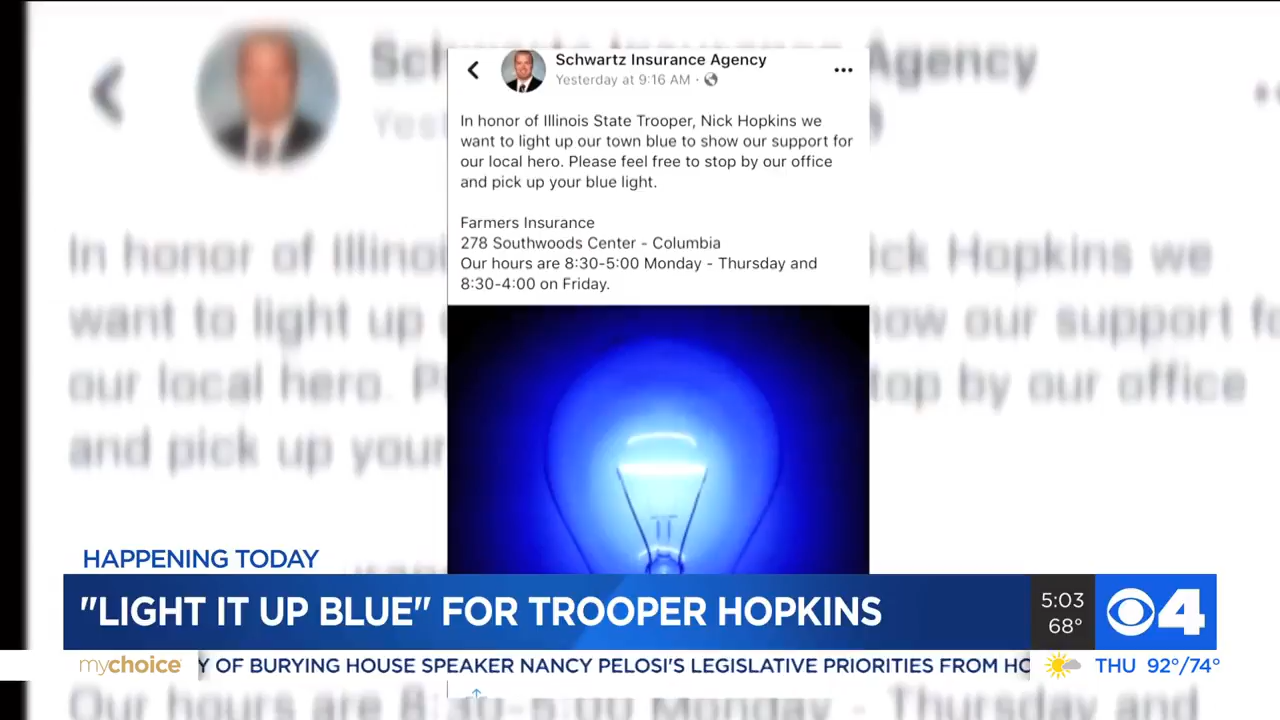 Schwartz Insurance Agency
Yesterday at 9:16 AM ·
In honor of Illinois State Trooper, Nick Hopkins we
want to light up our town blue to show our support for
our local hero. Please feel free to stop by our office
and pick up your blue light.
Farmers Insurance
278 Southwoods Center - Columbia
Our hours are 8:30-5:00 Monday - Thursday and
8:30-4:00 on Friday.
HAPPENING TODAY
"LIGHT IT UP BLUE" FOR TROOPER HOPKINS
5:03
68°
4
mychoice
Y OF BURYING HOUSE SPEAKER NANCY PELOSI'S LEGISLATIVE PRIORITIES FROM HO
THU 92°/74°